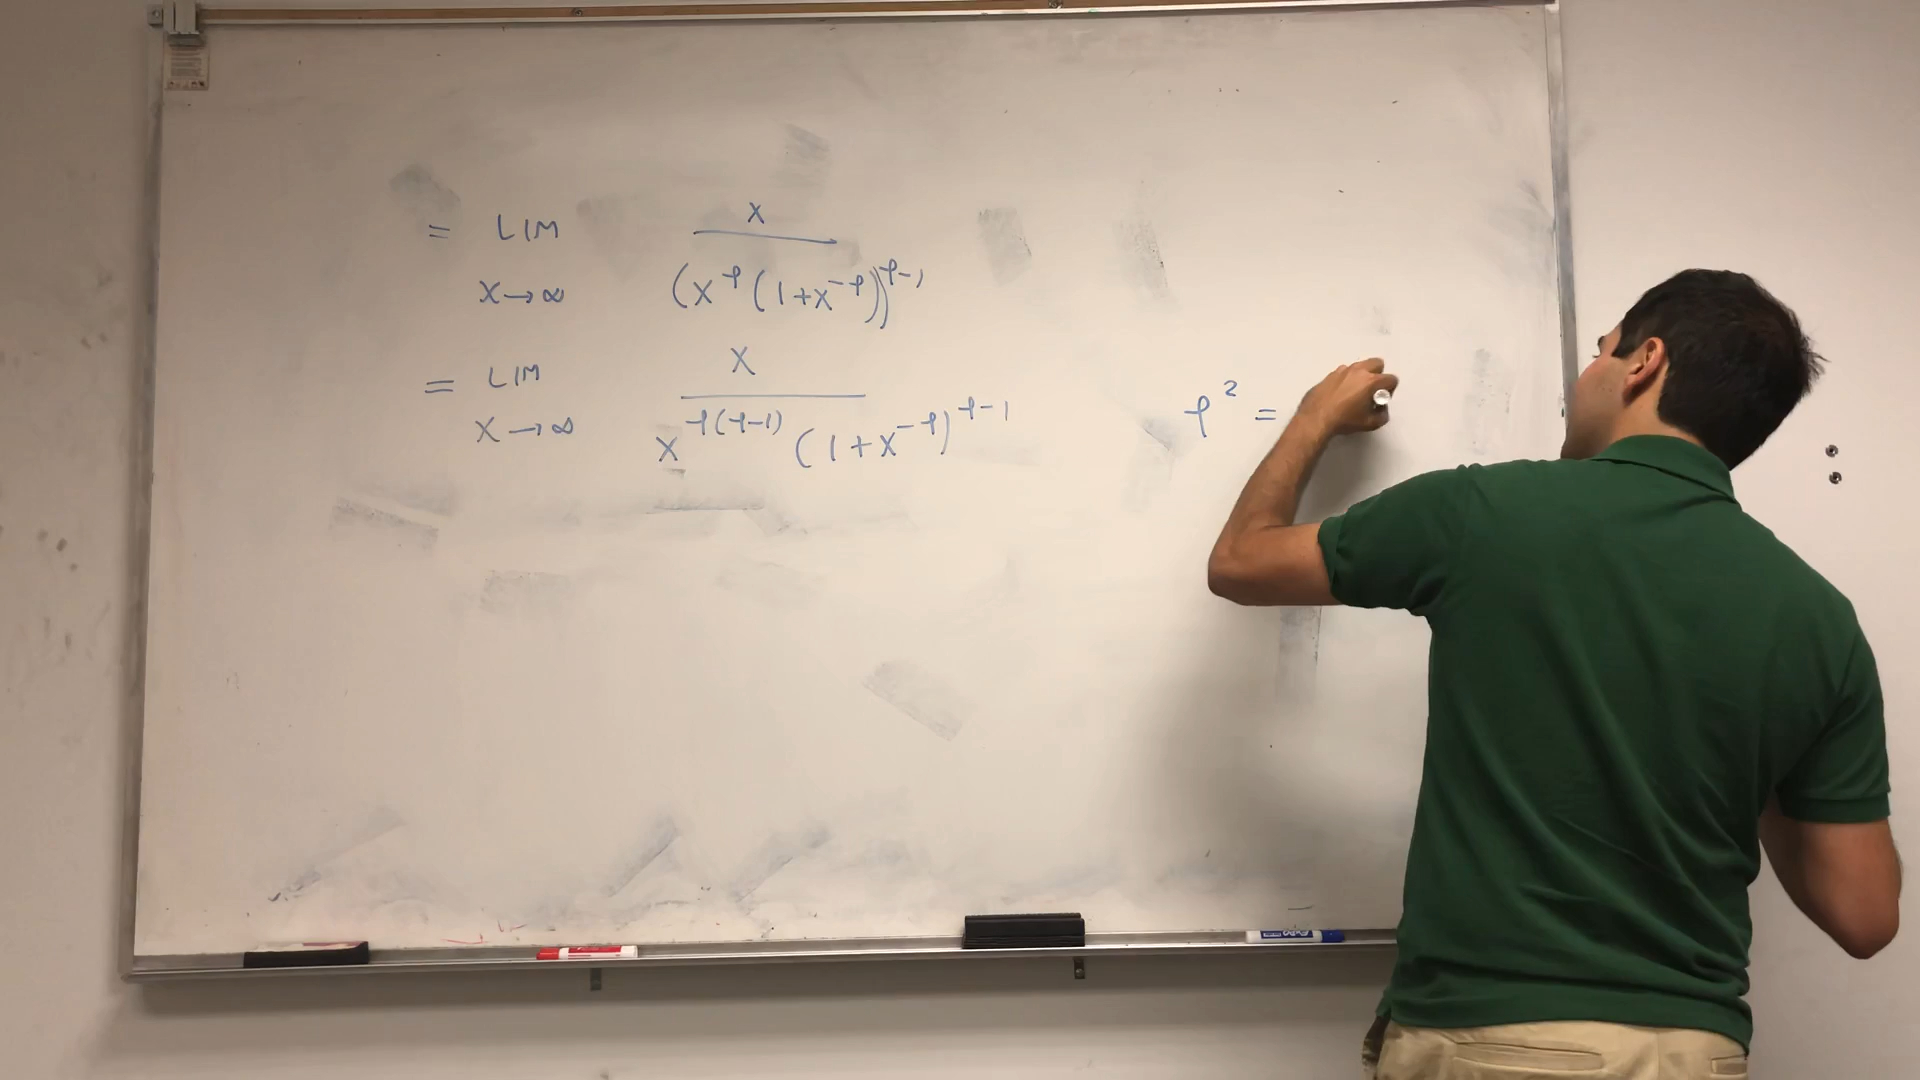 = LIM x
x→∞ (x^φ(1+x^-φ))^φ-1
= LIM x
x→∞ x^φ(φ-1) (1+x^-φ)^φ-1
φ² =